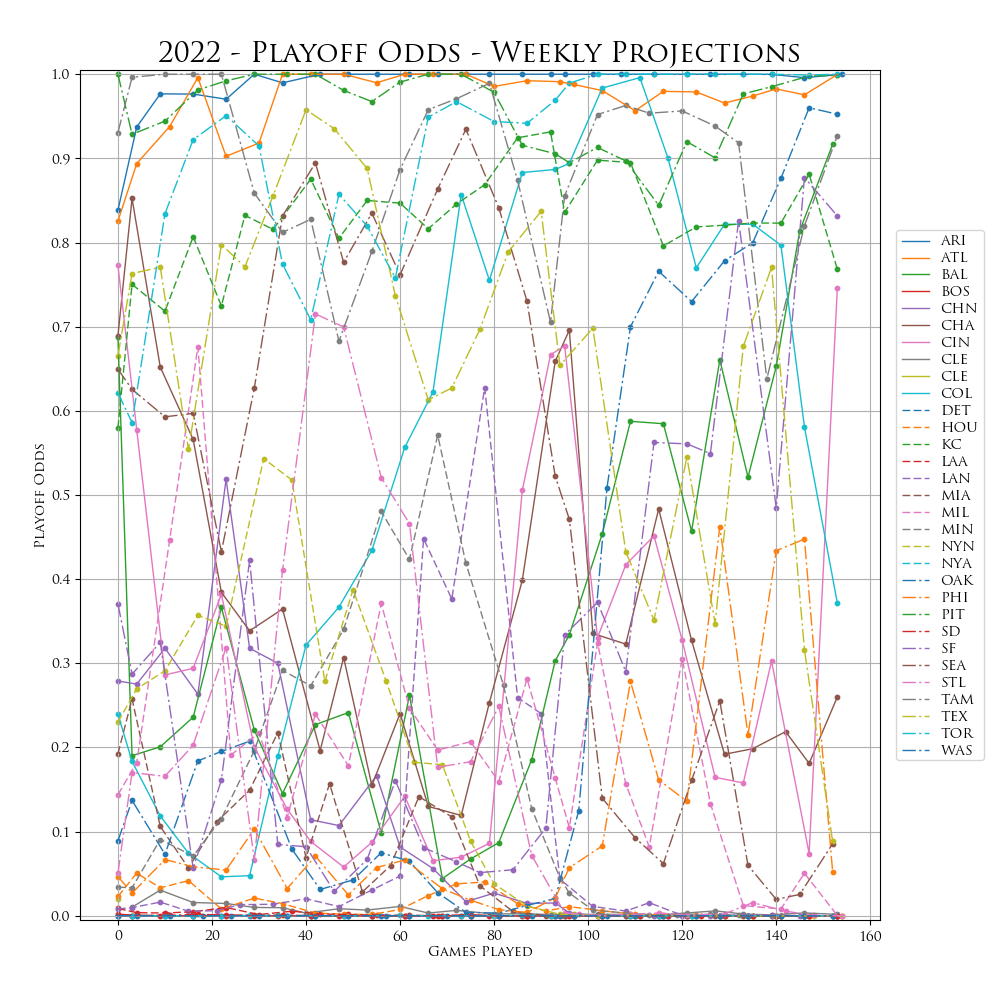 2022 - Playoff Odds - Weekly Projections
1.0
0.9
0.8
0.7
0.6
0.5
0.4
0.3
0.2
0.1
0.0
Playoff Odds
0 20 40 60 80 100 120 140 160
Games Played
ARI
ATL
BAL
BOS
CHN
CHA
CIN
CLE
CLE
COL
DET
HOU
KC
LAA
LAN
MIA
MIL
MIN
NYN
NYA
OAK
PHI
PIT
SD
SF
SEA
STL
TAM
TEX
TOR
WAS